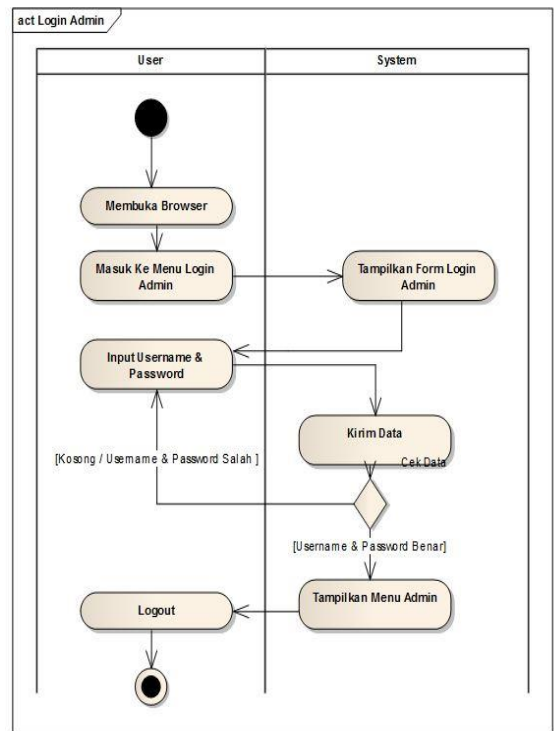 act Login Admin
User
System
Membuka Browser
Masuk Ke Menu Login
Admin
Tampilkan Form Login
Admin
Input Username &
Password
Kirim Data
Cek Data
[Kosong / Username & Password Salah ]
[Username & Password Benar]
Tampilkan Menu Admin
Logout